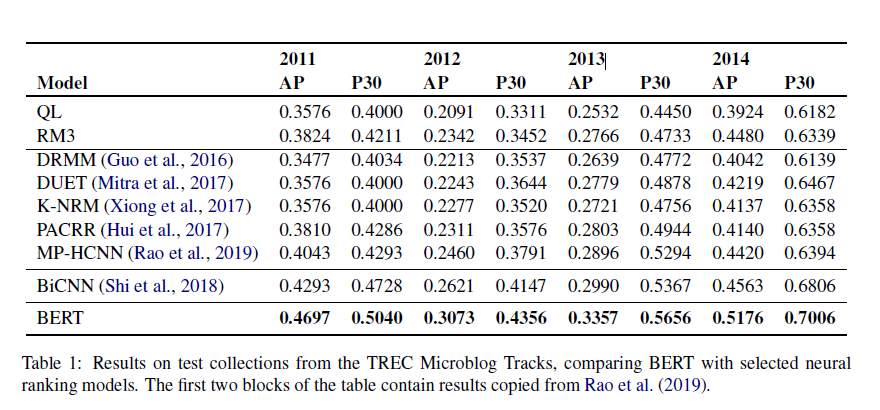 2011 2012 2013 2014
Model AP P30 AP P30 AP P30 AP P30
QL 0.3576 0.4000 0.2091 0.3311 0.2532 0.4450 0.3924 0.6182
RM3 0.3824 0.4211 0.2342 0.3452 0.2766 0.4733 0.4480 0.6339
DRMM (Guo et al., 2016) 0.3477 0.4034 0.2213 0.3537 0.2639 0.4772 0.4042 0.6139
DUET (Mitra et al., 2017) 0.3576 0.4000 0.2243 0.3644 0.2779 0.4878 0.4219 0.6467
K-NRM (Xiong et al., 2017) 0.3576 0.4000 0.2277 0.3520 0.2721 0.4756 0.4137 0.6358
PACRR (Hui et al., 2017) 0.3810 0.4286 0.2311 0.3576 0.2803 0.4944 0.4140 0.6358
MP-HCNN (Rao et al., 2019) 0.4043 0.4293 0.2460 0.3791 0.2896 0.5294 0.4420 0.6394
BiCNN (Shi et al., 2018) 0.4293 0.4728 0.2621 0.4147 0.2990 0.5367 0.4563 0.6806
BERT 0.4697 0.5040 0.3073 0.4356 0.3357 0.5656 0.5176 0.7006
Table 1: Results on test collections from the TREC Microblog Tracks, comparing BERT with selected neural
ranking models. The first two blocks of the table contain results copied from Rao et al. (2019).